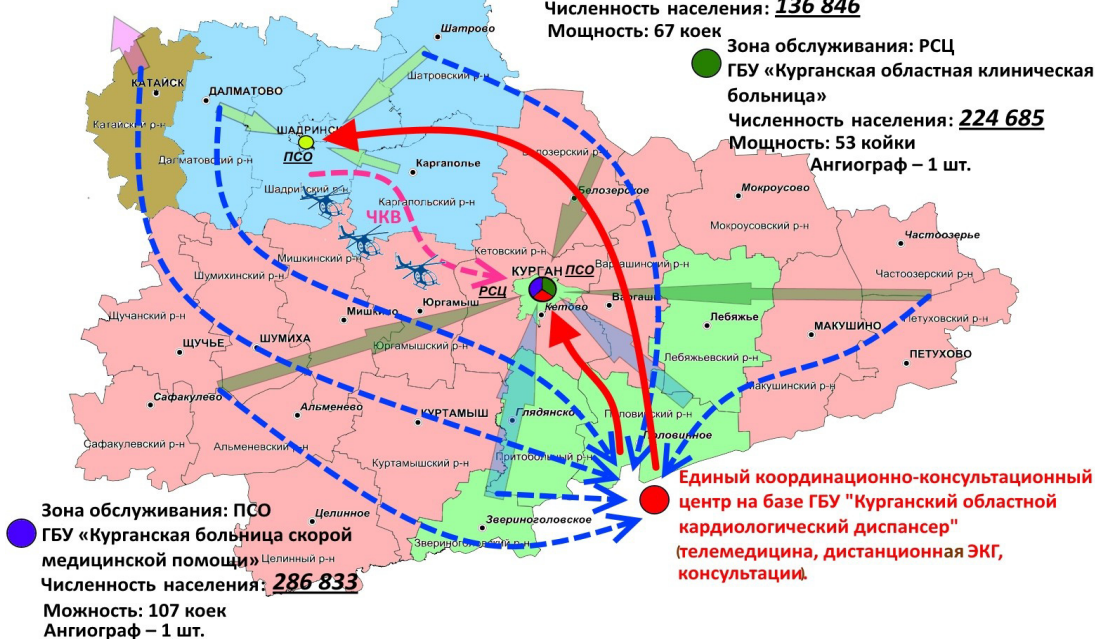 Численность населения: 136 846
Мощность: 67 коек
Зона обслуживания: РСЦ
ГБУ «Курганская областная клиническая
больница»
Численность населения: 224 685
Мощность: 53 койки
Ангиограф – 1 шт.
Шатрово
Шатровский р-н
КАТАЙСК
Катайский р-н
ДАЛМАТОВО
Далматовский р-н
ШАДРИНСК
ПСО
Шадринский р-н
Каргаполье
Каргапольский р-н
ЧКВ
Белозерский р-н
Белозерское
Мокроусово
Мокроусовский р-н
Частоозерье
Частоозерский р-н
Кетовский р-н
КУРГАН ПСО
РСЦ
Кетово
Варгашинский р-н
Варгаши
Мишкинский р-н
Шумихинский р-н
Юргамыш
Мишкино
Юргамышский р-н
Щучанский р-н
ЩУЧЬЕ
ШУМИХА
Лебяжье
Лебяжьевский р-н
МАКУШИНО
Макушинский р-н
Петуховский р-н
ПЕТУХОВО
Сафакулево
Сафакулевский р-н
Альменево
Альменевский р-н
КУРТАМЫШ
Куртамышский р-н
Глядянское
Притобольный р-н
Половинский р-н
Половинное
Целинное
Целинный р-н
Звериноголовское
Звериноголовский р-н
Единый координационно-консультационный
центр на базе ГБУ "Курганский областной
кардиологический диспансер"
(телемедицина, дистанционная ЭКГ,
консультации).
Зона обслуживания: ПСО
ГБУ «Курганская больница скорой
медицинской помощи»
Численность населения: 286 833
Можность: 107 коек
Ангиограф – 1 шт.